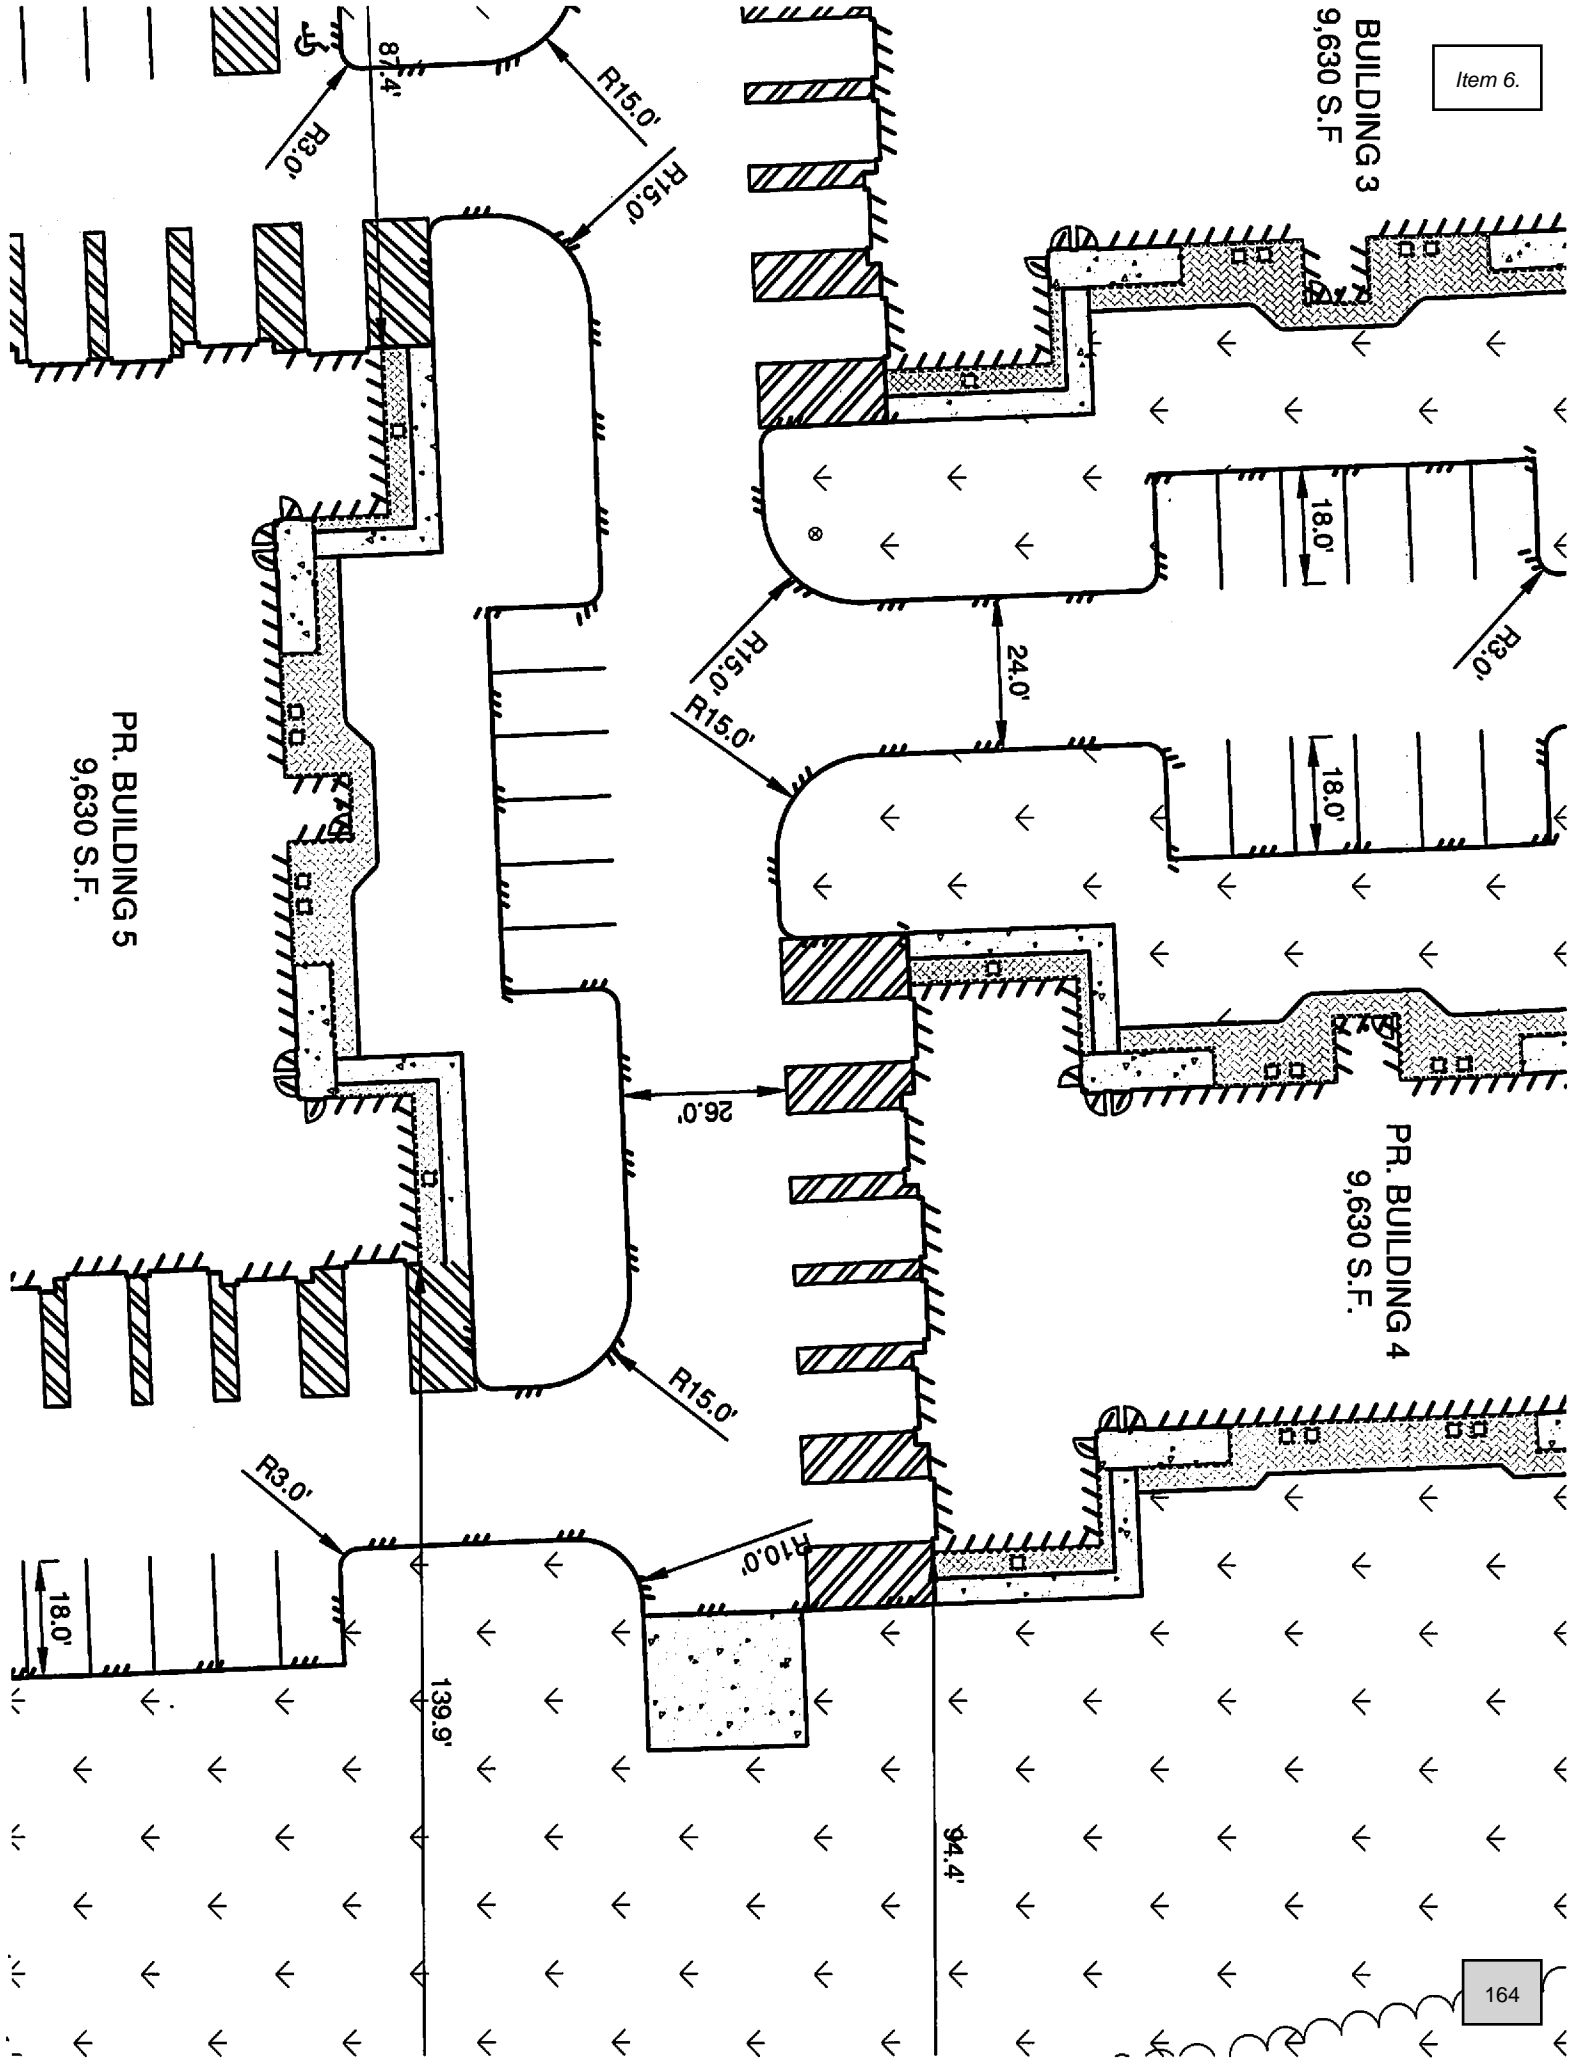 Item 6.
BUILDING 3
9,630 S.F
87.4'
R15.0'
R3.0'
R15.0'
18.0'
R3.0'
R15.0'
24.0'
R15.0'
18.0'
PR. BUILDING 5
9,630 S.F.
26.0'
PR. BUILDING 4
9,630 S.F.
R15.0'
R3.0'
R10.0'
18.0'
139.9'
94.4'
164